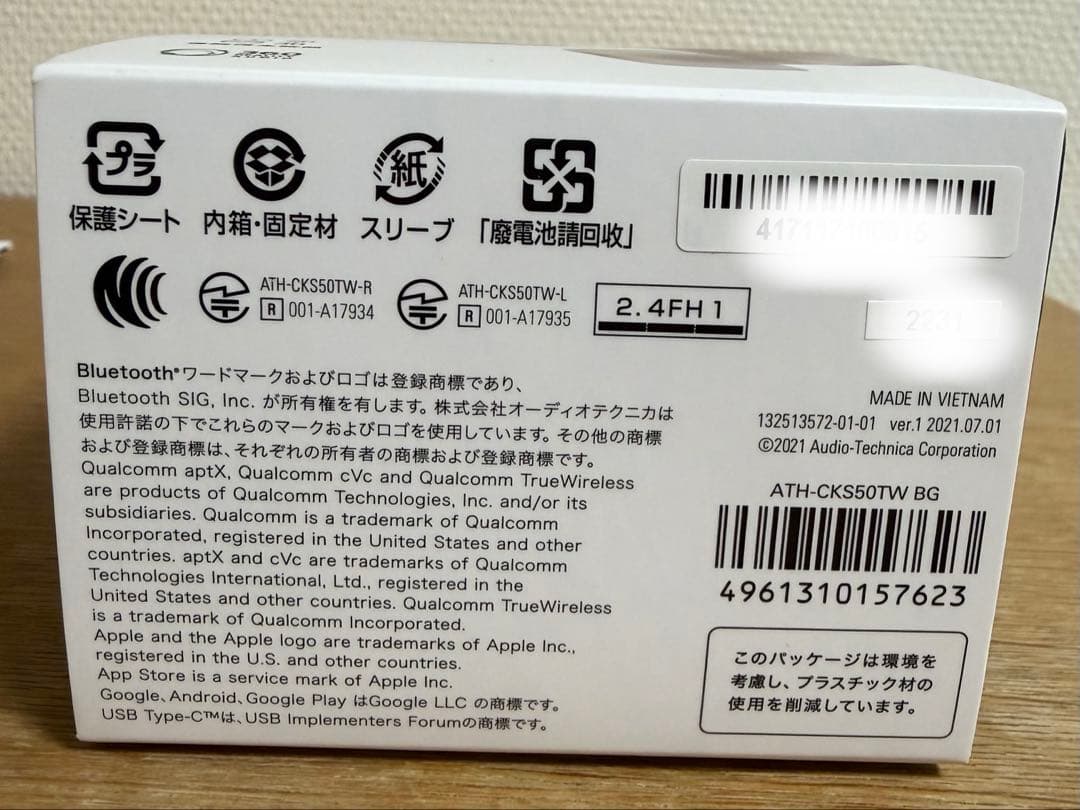 360
プラ
紙
保護シート
内箱・固定材
スリーブ
「廃電池請回収」
ATH-CKS50TW-R
R 001-A17934
ATH-CKS50TW-L
R 001-A17935
2.4FH1
2231
Bluetooth®ワードマークおよびロゴは登録商標であり、
Bluetooth SIG, Inc. が所有権を有します。株式会社オーディオテクニカは
使用許諾の下でこれらのマークおよびロゴを使用しています。その他の商標
および登録商標は、それぞれの所有者の商標および登録商標です。
Qualcomm aptX, Qualcomm cVc and Qualcomm TrueWireless
are products of Qualcomm Technologies, Inc. and/or its
subsidiaries. Qualcomm is a trademark of Qualcomm
Incorporated, registered in the United States and other
countries. aptX and cVc are trademarks of Qualcomm
Technologies International, Ltd., registered in the
United States and other countries. Qualcomm TrueWireless
is a trademark of Qualcomm Incorporated.
Apple and the Apple logo are trademarks of Apple Inc.,
registered in the U.S. and other countries.
App Store is a service mark of Apple Inc.
Google、Android、Google Play はGoogle LLC の商標です。
USB Type-C™は、USB Implementers Forumの商標です。
MADE IN VIETNAM
132513572-01-01 ver.1 2021.07.01
©2021 Audio-Technica Corporation
ATH-CKS50TW BG
4961310157623
このパッケージは環境を
考慮し、プラスチック材の
使用を削減しています。